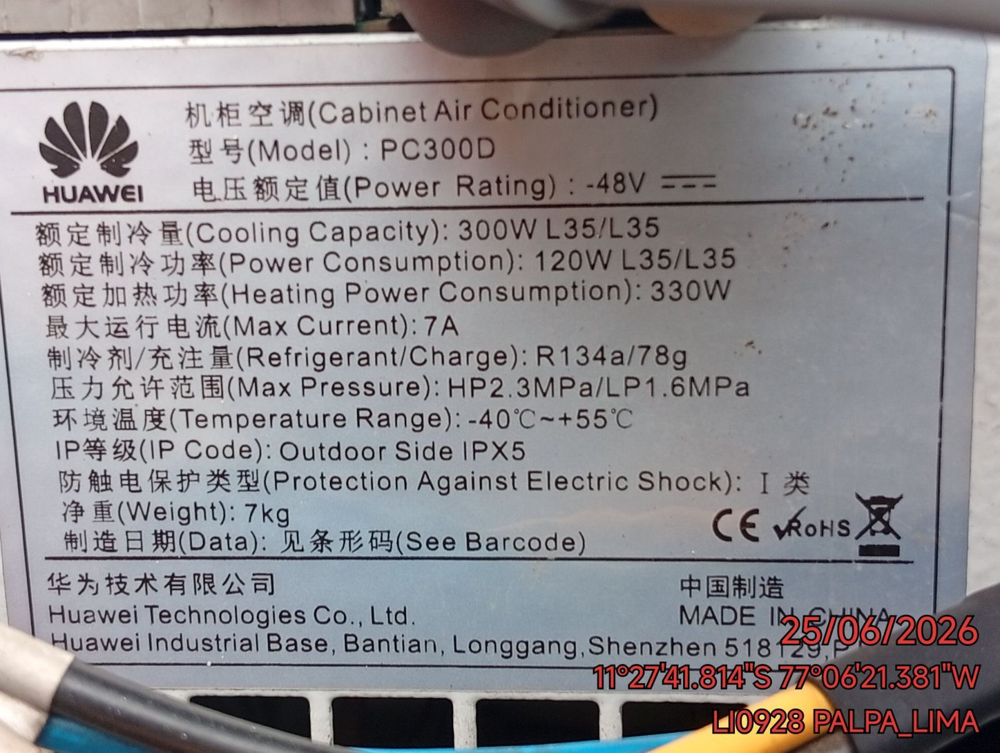 机柜空调(Cabinet Air Conditioner)
型号(Model) : PC300D
HUAWEI
电压额定值(Power Rating) : -48V
额定制冷量(Cooling Capacity): 300W L35/L35
额定制冷功率(Power Consumption): 120W L35/L35
额定加热功率(Heating Power Consumption): 330W
最大运行电流(Max Current): 7A
制冷剂/充注量(Refrigerant/Charge): R134a/78g
压力允许范围(Max Pressure): HP2.3MPa/LP1.6MPa
环境温度(Temperature Range): -40℃~+55℃
IP等级(IP Code): Outdoor Side IPX5
防触电保护类型(Protection Against Electric Shock): I 类
净重(Weight): 7kg
制造日期(Data): 见条形码(See Barcode)
CE RoHS
华为技术有限公司
中国制造
Huawei Technologies Co., Ltd.
MADE IN CHINA
Huawei Industrial Base, Bantian, Longgang, Shenzhen 518129,
25/06/2026
11°27'41.814"S 77°06'21.381"W
LI0928 PALPA_LIMA